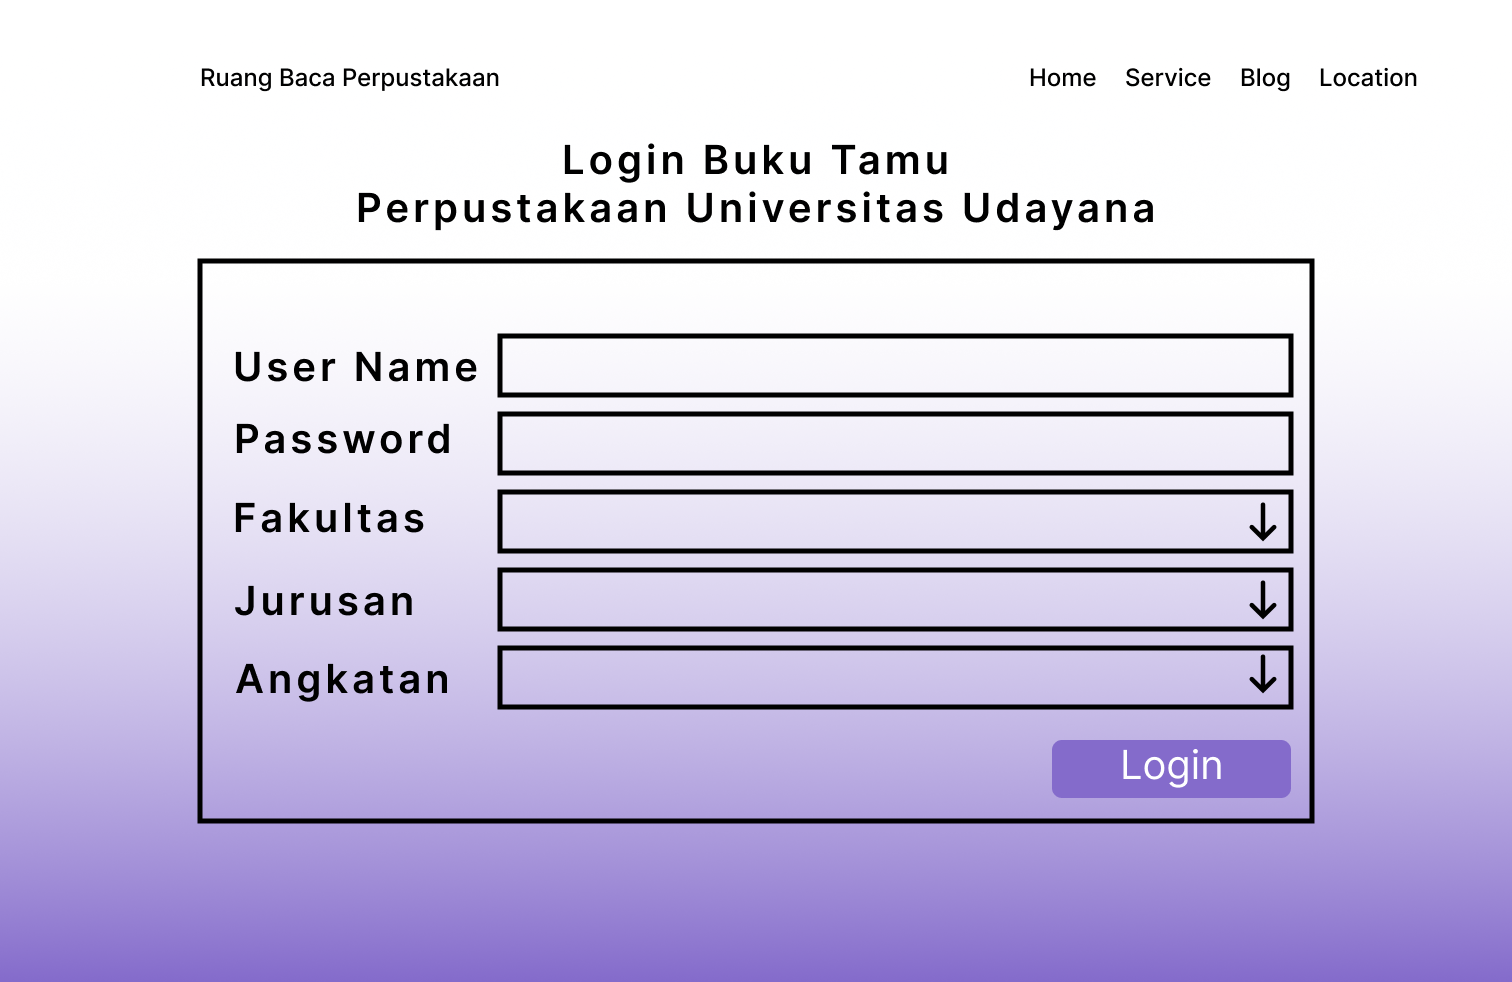 Ruang Baca Perpustakaan
Home Service Blog Location
Login Buku Tamu
Perpustakaan Universitas Udayana
User Name
Password
Fakultas
Jurusan
Angkatan
Login